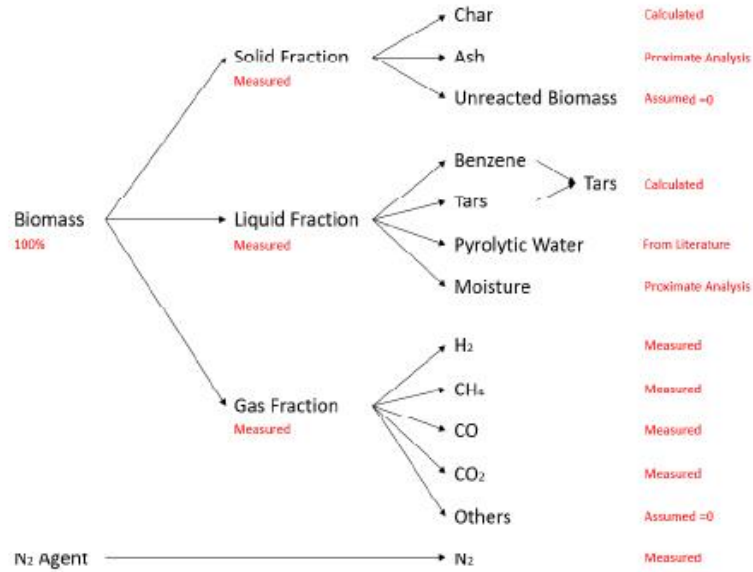 Char Calculated
Solid Fraction Ash Proximate Analysis
Measured
Unreacted Biomass Assumed =0
Benzene
Tars Calculated
Tars
Biomass Liquid Fraction
100% Measured
Pyrolytic Water From Literature
Moisture Proximate Analysis
H₂ Measured
CH₄ Measured
Gas Fraction
Measured
CO Measured
CO₂ Measured
Others Assumed =0
N₂ Agent N₂ Measured